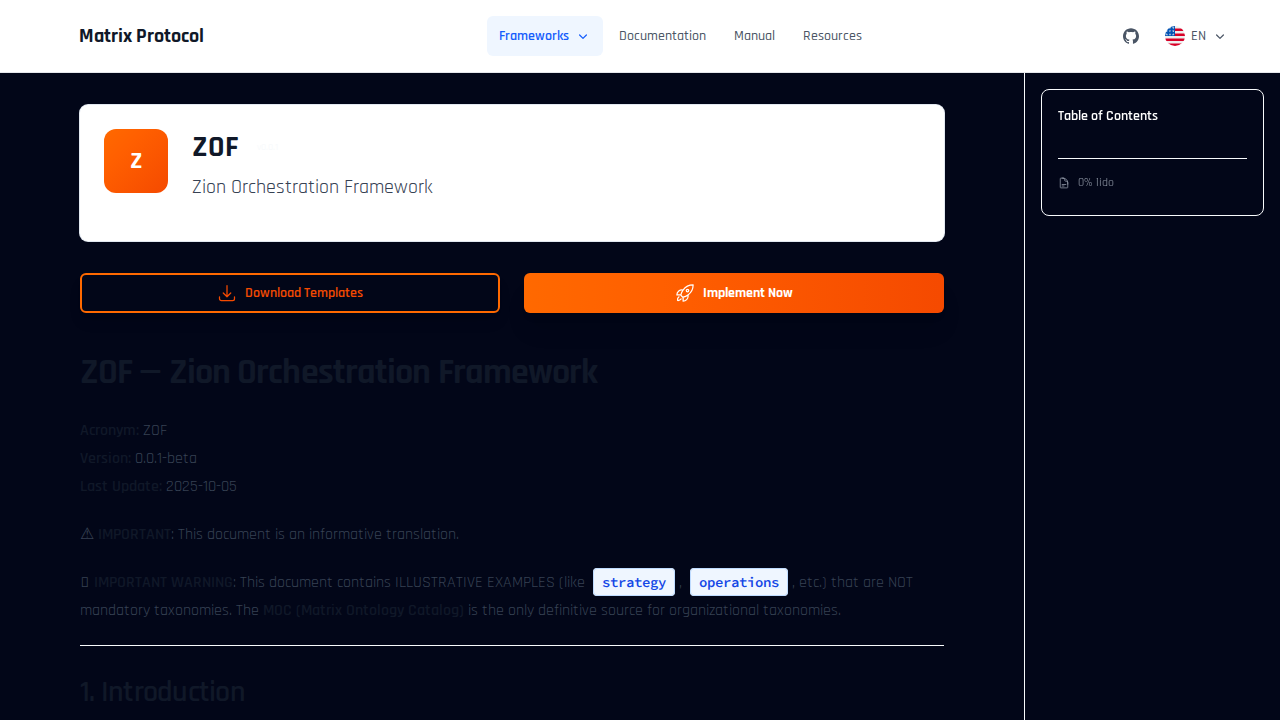 Matrix Protocol
Frameworks
Documentation
Manual
Resources
EN
Z
ZOF
Zion Orchestration Framework
Download Templates
Implement Now
Table of Contents
0% lido
ZOF — Zion Orchestration Framework
Acronym: ZOF
Version: 0.0.1-beta
Last Update: 2025-10-05
⚠ IMPORTANT: This document is an informative translation.
IMPORTANT WARNING: This document contains ILLUSTRATIVE EXAMPLES (like strategy , operations , etc.) that are NOT
mandatory taxonomies. The MOC (Matrix Ontology Catalog) is the only definitive source for organizational taxonomies.
1. Introduction